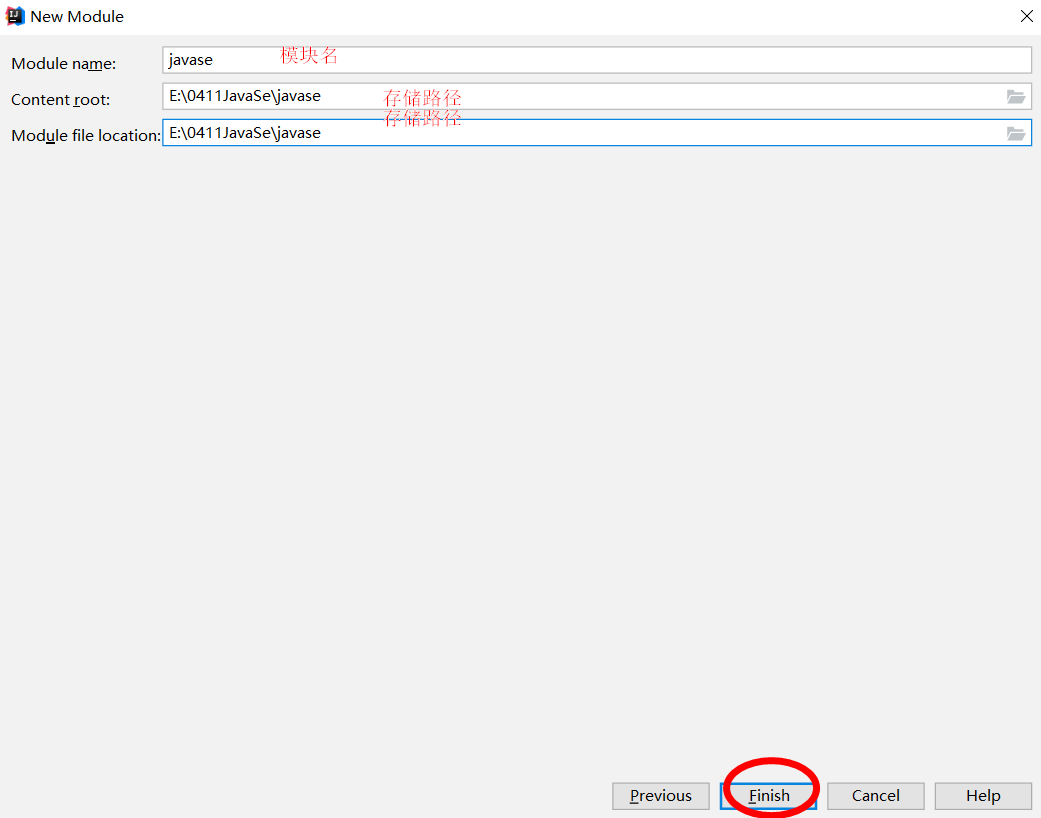 New Module
Module name: javase 模块名
Content root: E:\0411JavaSe\javase 存储路径
存储路径
Module file location: E:\0411JavaSe\javase
Previous Finish Cancel Help